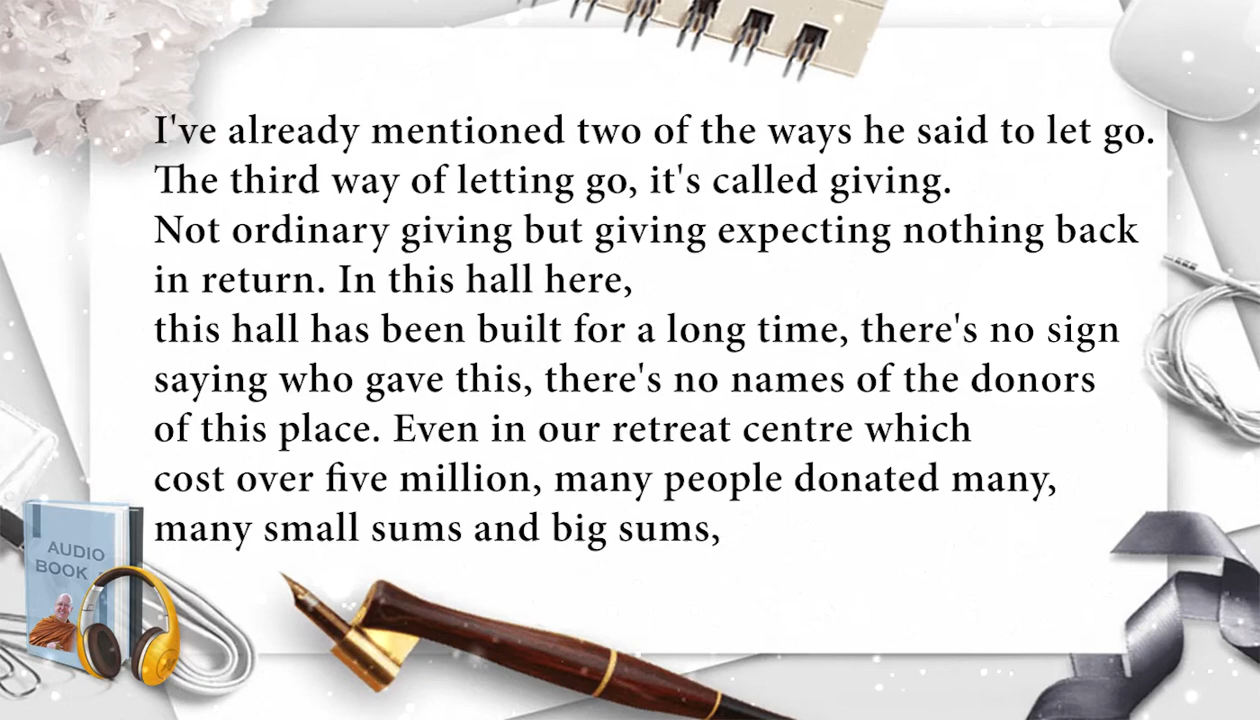 I've already mentioned two of the ways he said to let go.
The third way of letting go, it's called giving.
Not ordinary giving but giving expecting nothing back
in return. In this hall here,
this hall has been built for a long time, there's no sign
saying who gave this, there's no names of the donors
of this place. Even in our retreat centre which
cost over five million, many people donated many,
many small sums and big sums,
AUDIO
BOOK